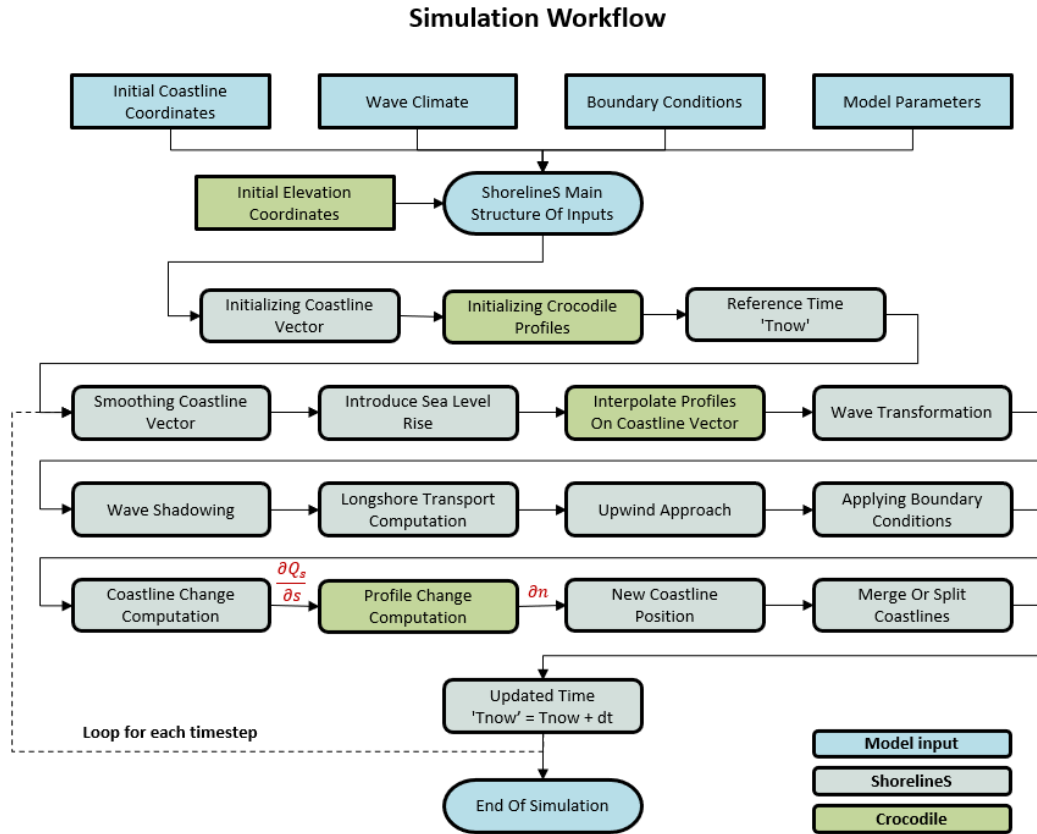 Simulation Workflow
Initial Coastline
Coordinates
Wave Climate
Boundary Conditions
Model Parameters
Initial Elevation
Coordinates
ShorelineS Main
Structure Of Inputs
Initializing Coastline
Vector
Initializing Crocodile
Profiles
Reference Time
'Tnow'
Smoothing Coastline
Vector
Introduce Sea Level
Rise
Interpolate Profiles
On Coastline Vector
Wave Transformation
Wave Shadowing
Longshore Transport
Computation
Upwind Approach
Applying Boundary
Conditions
Coastline Change
Computation
∂Qₛ
∂s
Profile Change
Computation
∂n
New Coastline
Position
Merge Or Split
Coastlines
Updated Time
'Tnow’ = Tnow + dt
Loop for each timestep
End Of Simulation
Model input
ShorelineS
Crocodile